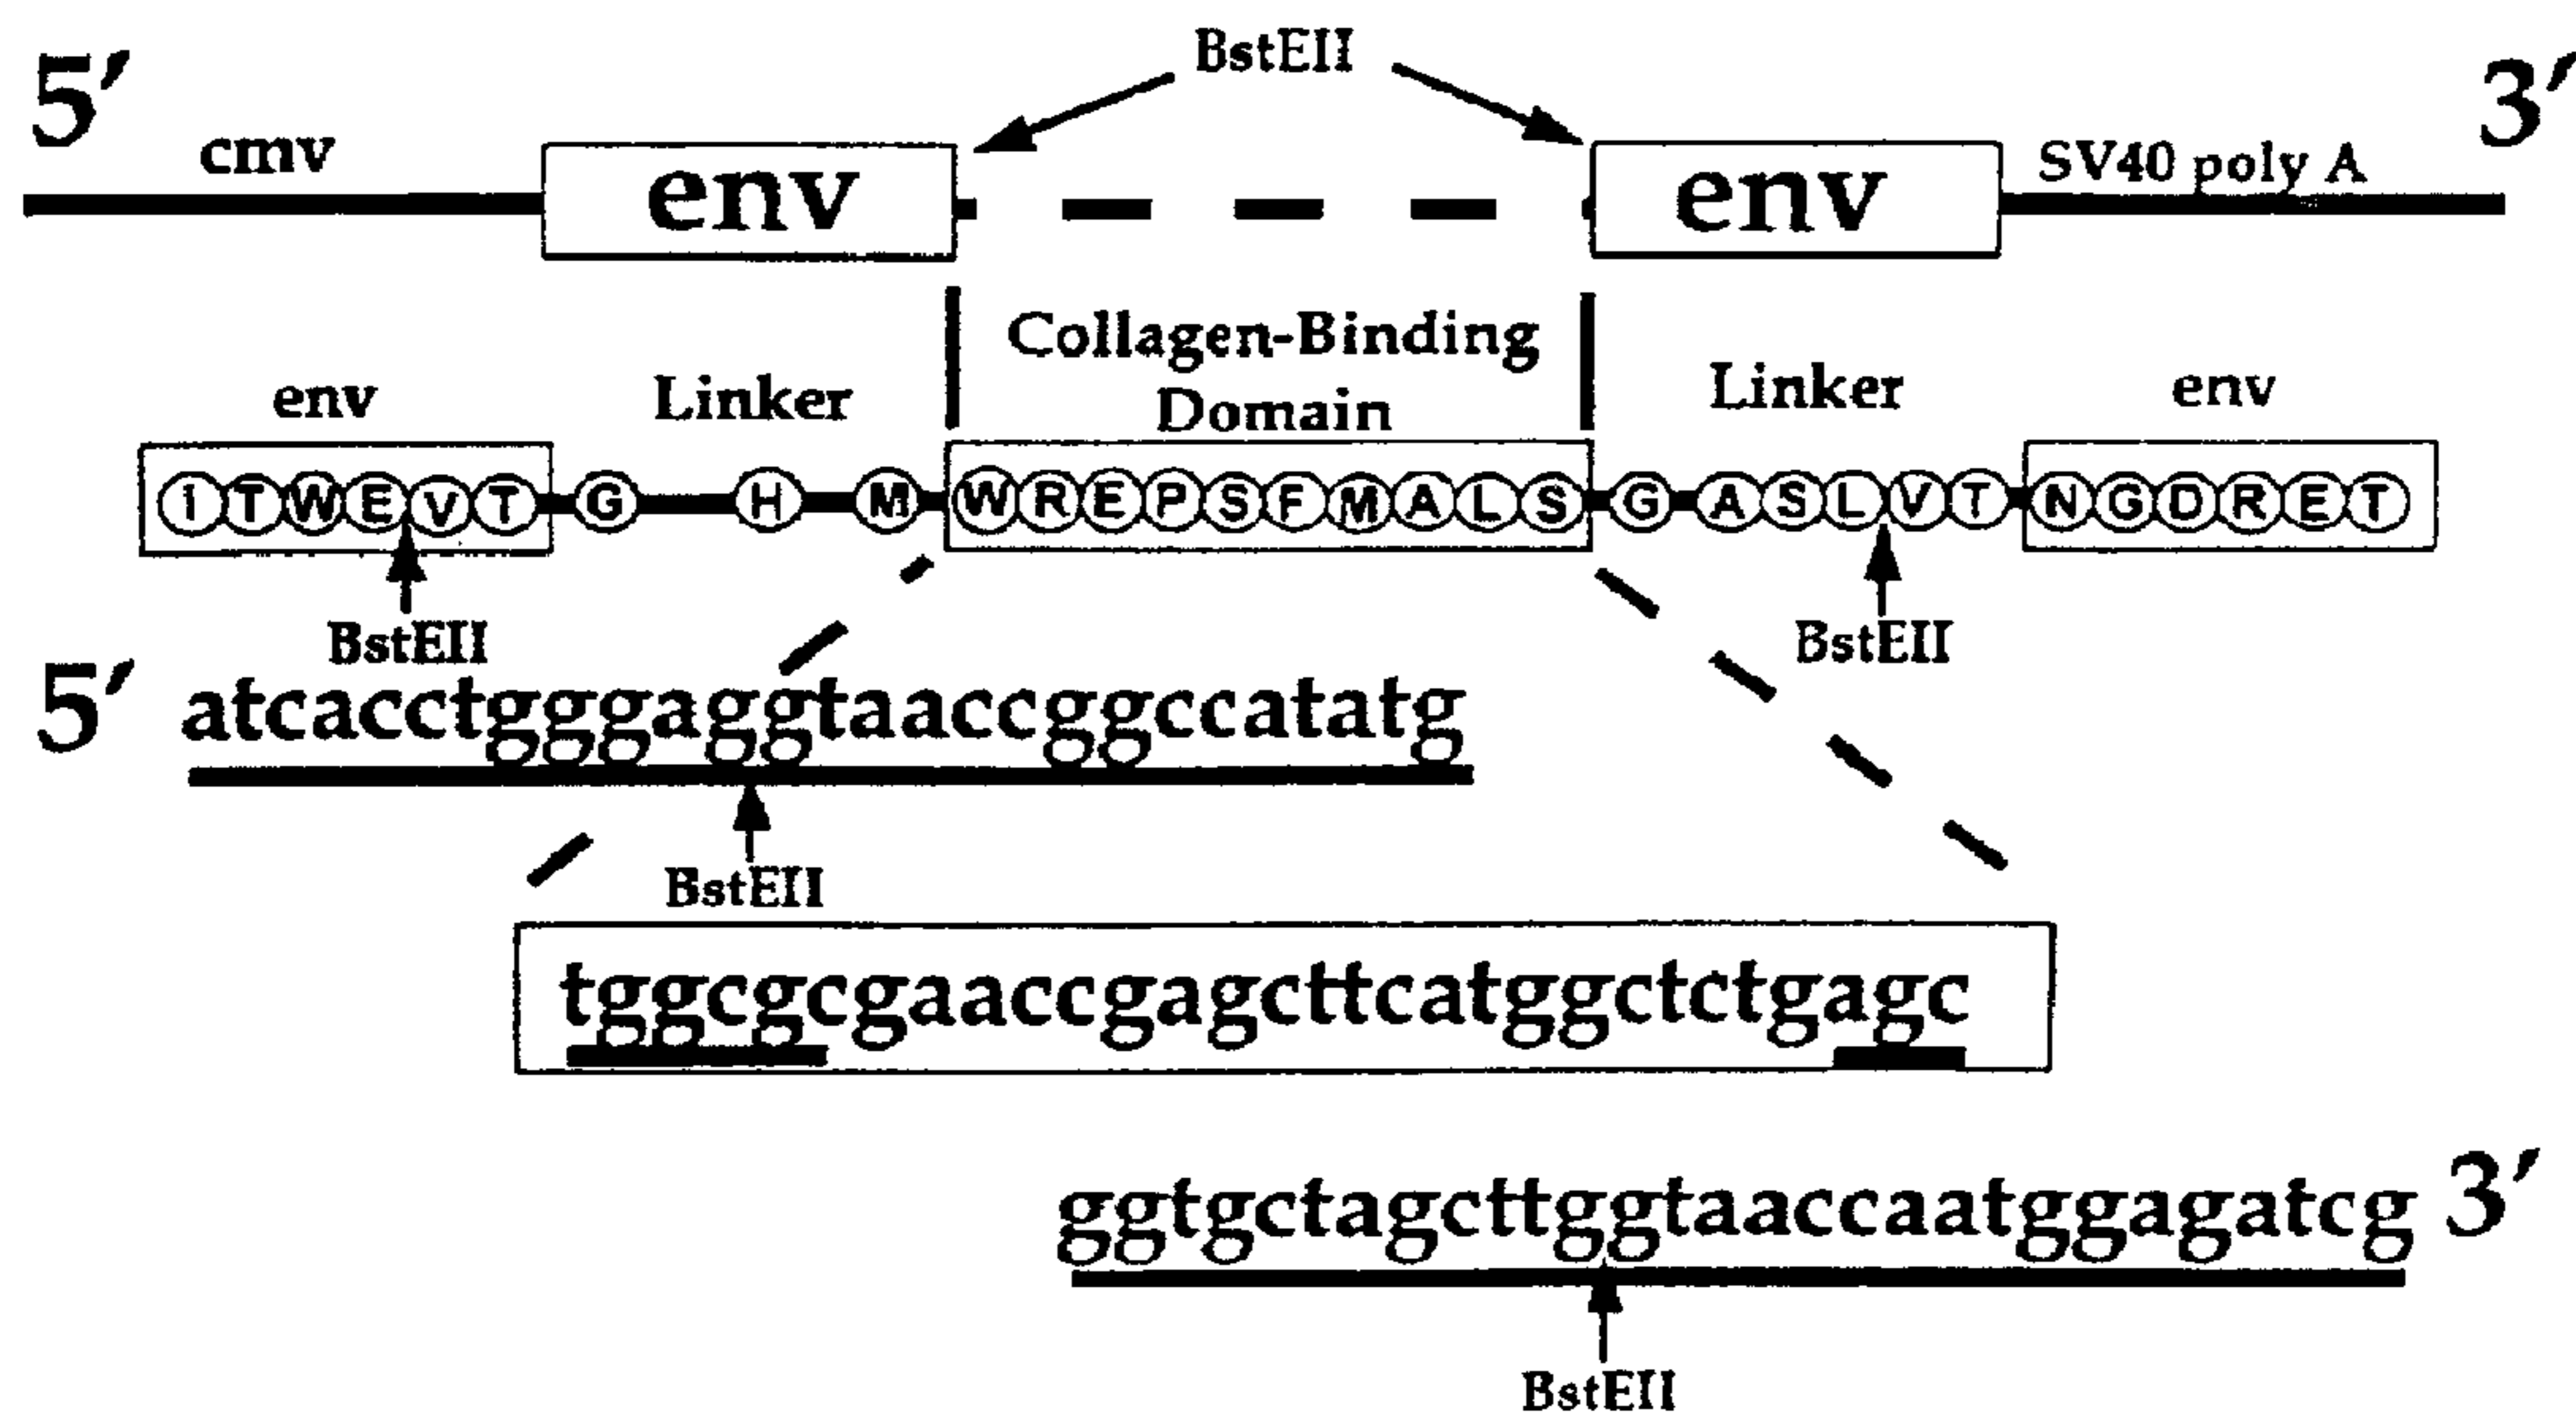 BstEII
5′ 3′
cmv env env SV40 poly A
Collagen-Binding
Domain
env Linker Linker env
I T W E V T G H M W R E P S F M A L S G A S L V T N G D R E T
BstEII BstEII
5′ atcacctgggaggtaaccggccatatg
BstEII
tggcgcgaaccgagcttcatggctctgagc
ggtgctagcttggtaaccaatggagatcg 3′
BstEII